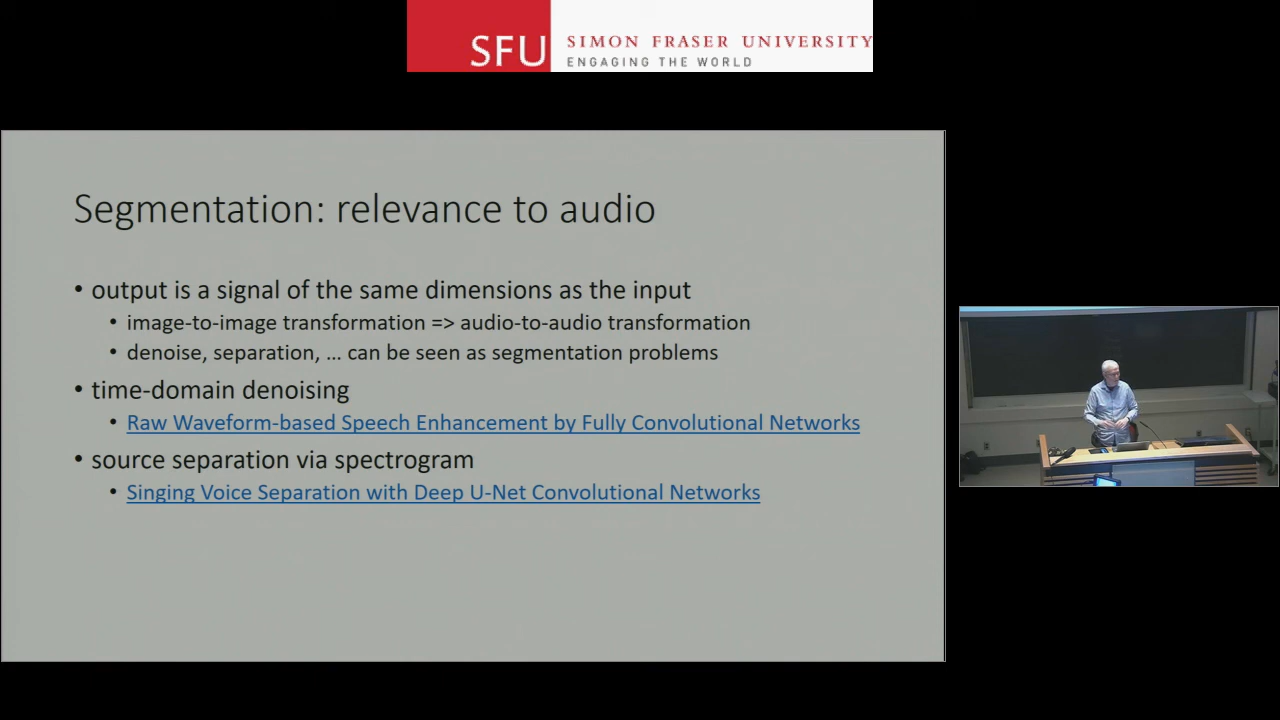 SFU SIMON FRASER UNIVERSITY
ENGAGING THE WORLD
Segmentation: relevance to audio
• output is a signal of the same dimensions as the input
• image-to-image transformation => audio-to-audio transformation
• denoise, separation, ... can be seen as segmentation problems
• time-domain denoising
• Raw Waveform-based Speech Enhancement by Fully Convolutional Networks
• source separation via spectrogram
• Singing Voice Separation with Deep U-Net Convolutional Networks